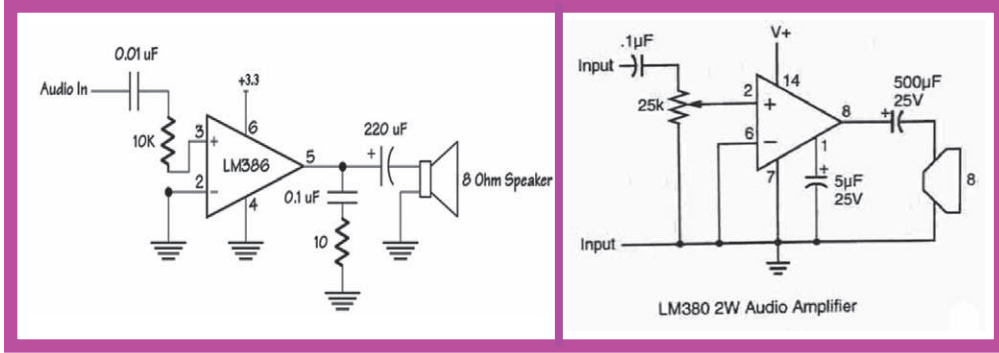 0.01 uF
Audio In
+3.3
10K
3
+
6
LM386
2
-
4
5
220 uF
+
0.1 uF
10
8 Ohm Speaker
V+
.1µF
Input
14
25k
2
+
6
-
7
8
1
+
5µF
25V
500µF
25V
+
8
Input
LM380 2W Audio Amplifier